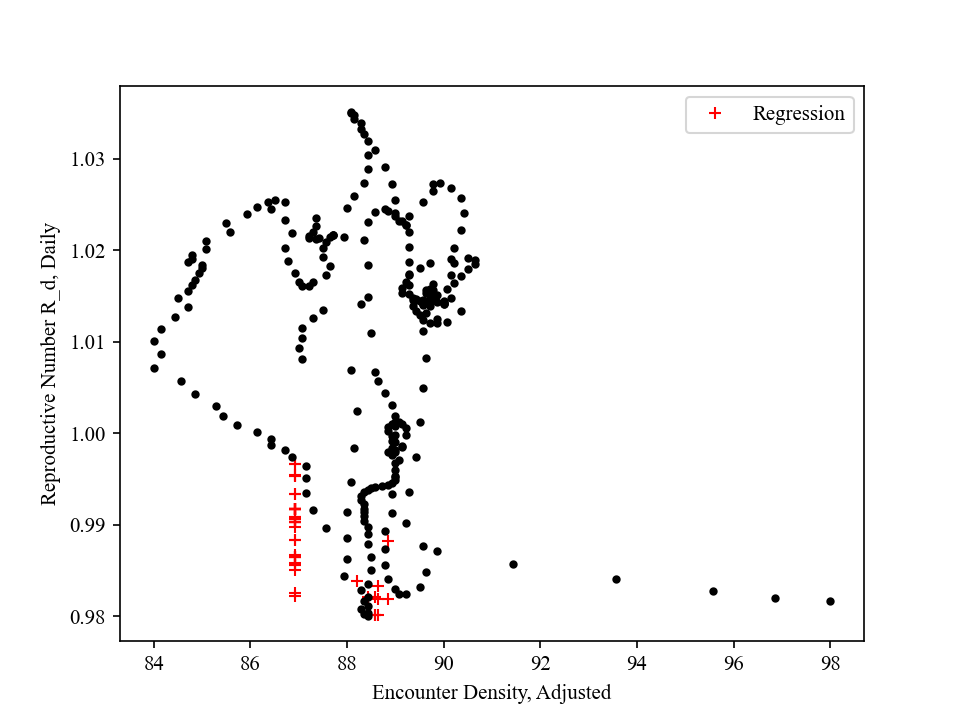 Regression
1.03
1.02
1.01
1.00
0.99
0.98
Reproductive Number R_d, Daily
84 86 88 90 92 94 96 98
Encounter Density, Adjusted